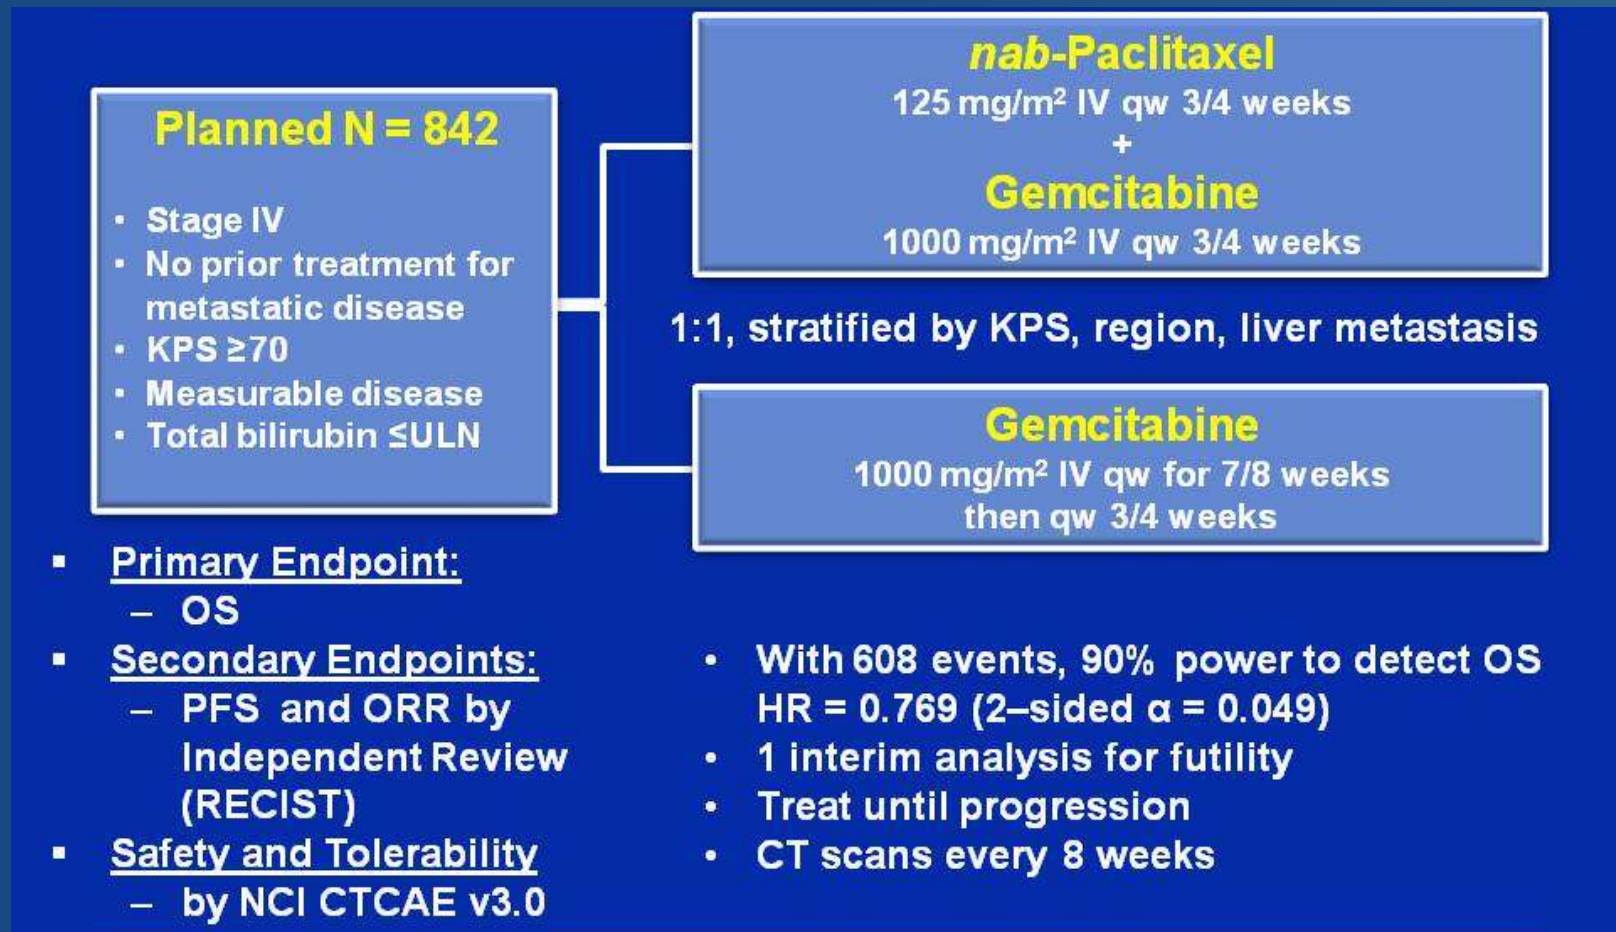 Planned N = 842
• Stage IV
• No prior treatment for
metastatic disease
• KPS ≥70
• Measurable disease
• Total bilirubin ≤ULN
nab-Paclitaxel
125 mg/m² IV qw 3/4 weeks
+
Gemcitabine
1000 mg/m² IV qw 3/4 weeks
1:1, stratified by KPS, region, liver metastasis
Gemcitabine
1000 mg/m² IV qw for 7/8 weeks
then qw 3/4 weeks
▪ Primary Endpoint:
– OS
▪ Secondary Endpoints:
– PFS and ORR by
Independent Review
(RECIST)
▪ Safety and Tolerability
– by NCI CTCAE v3.0
• With 608 events, 90% power to detect OS
HR = 0.769 (2–sided α = 0.049)
• 1 interim analysis for futility
• Treat until progression
• CT scans every 8 weeks